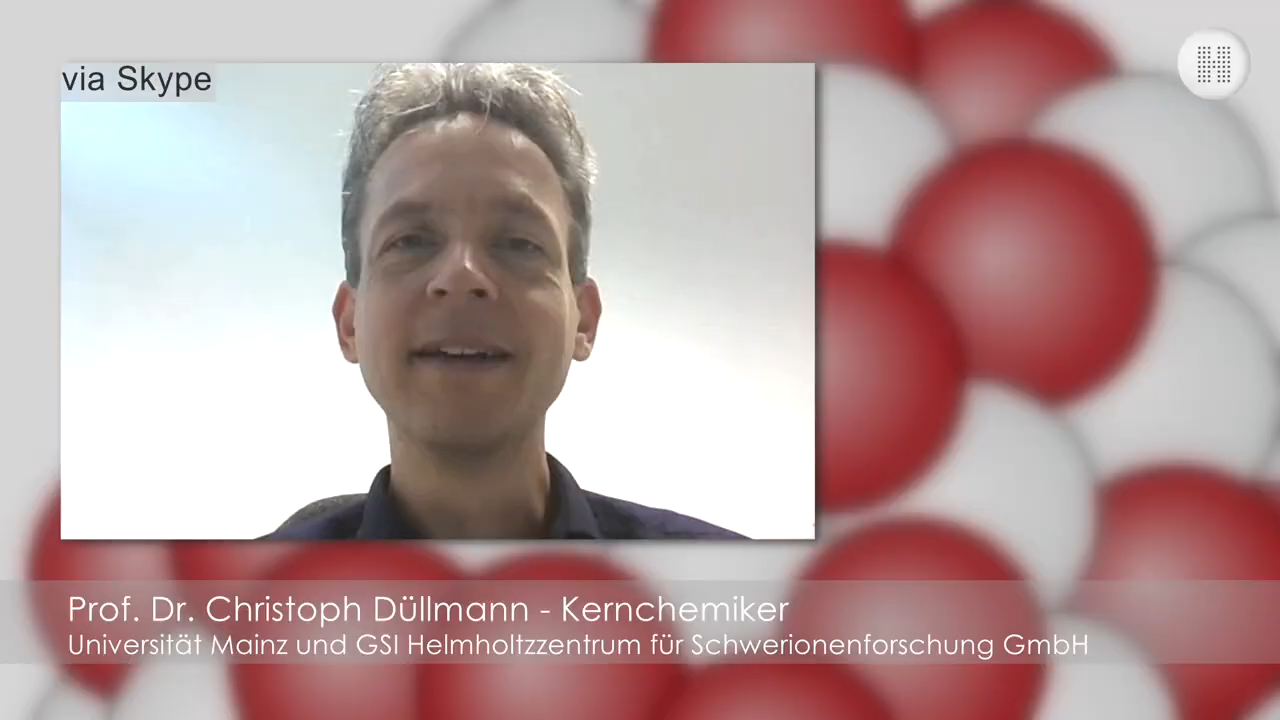 via Skype
H
Prof. Dr. Christoph Düllmann - Kernchemiker
Universität Mainz und GSI Helmholtzzentrum für Schwerionenforschung GmbH